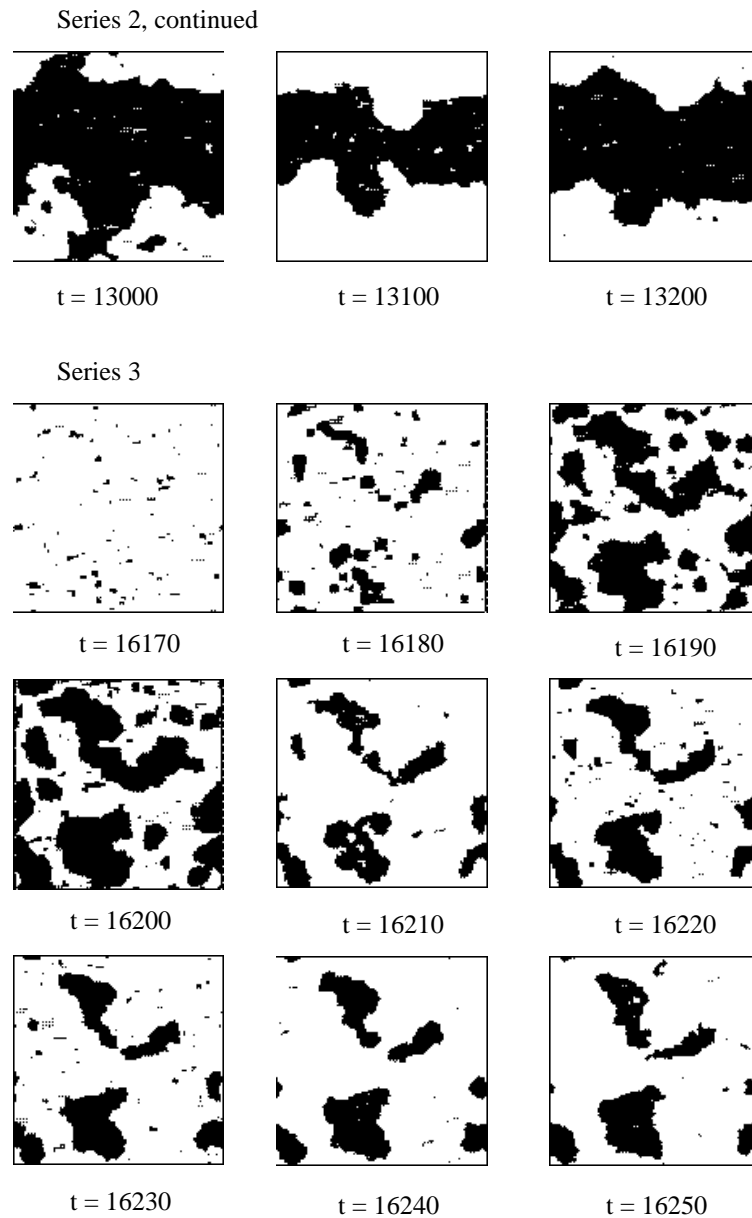 Series 2, continued
t = 13000 t = 13100 t = 13200
Series 3
t = 16170 t = 16180 t = 16190
t = 16200 t = 16210 t = 16220
t = 16230 t = 16240 t = 16250